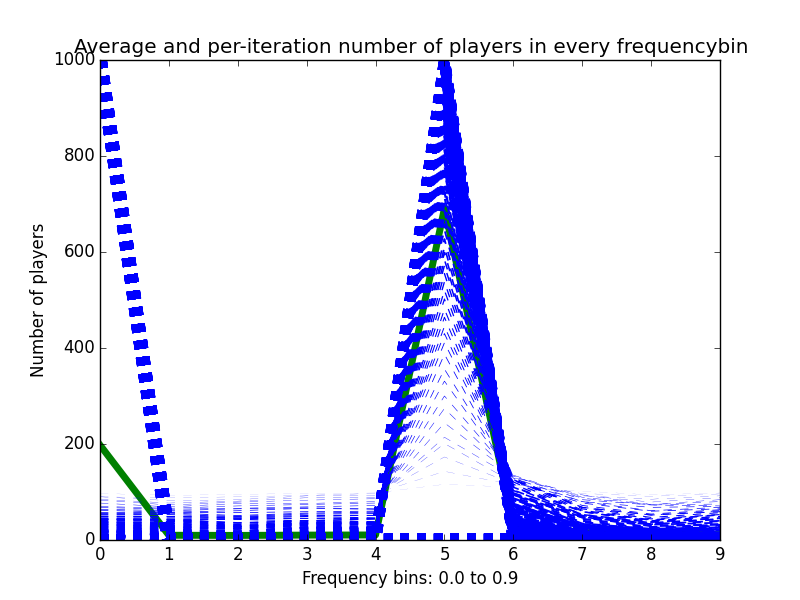 Average and per-iteration number of players in every frequencybin
1000
800
600
400
200
0
Number of players
0 1 2 3 4 5 6 7 8 9
Frequency bins: 0.0 to 0.9